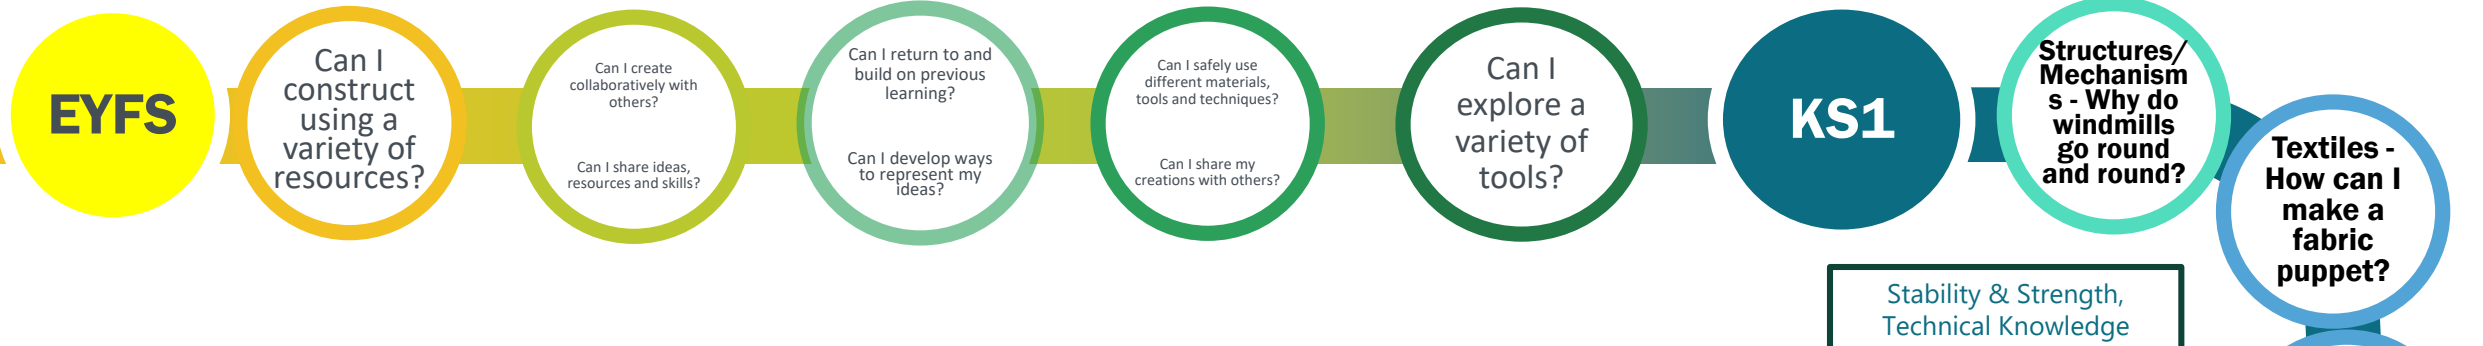 EYFS
Can I
construct
using a
variety of
resources?
Can I create
collaboratively with
others?
Can I share ideas,
resources and skills?
Can I return to and
build on previous
learning?
Can I develop ways
to represent my
ideas?
Can I safely use
different materials,
tools and techniques?
Can I share my
creations with others?
Can I
explore a
variety of
tools?
KS1
Structures/
Mechanism
s - Why do
windmills
go round
and round?
Textiles -
How can I
make a
fabric
puppet?
Stability & Strength,
Technical Knowledge